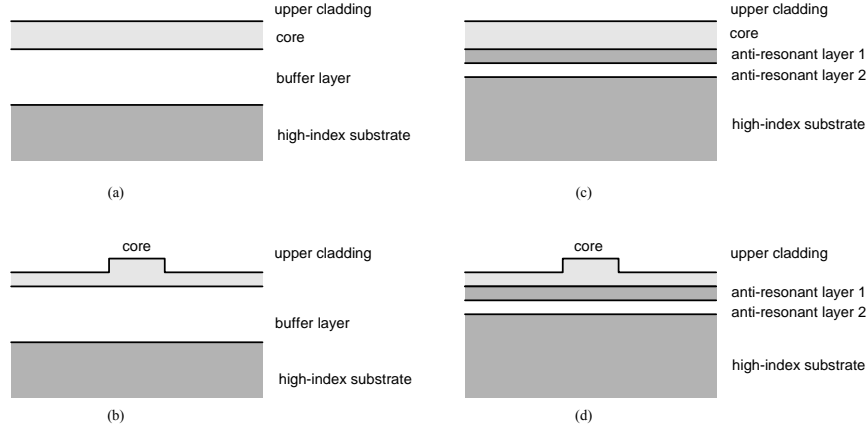 upper cladding
core
buffer layer
high-index substrate
(a)
upper cladding
core
anti-resonant layer 1
anti-resonant layer 2
high-index substrate
(c)
core
upper cladding
buffer layer
high-index substrate
(b)
core
upper cladding
anti-resonant layer 1
anti-resonant layer 2
high-index substrate
(d)